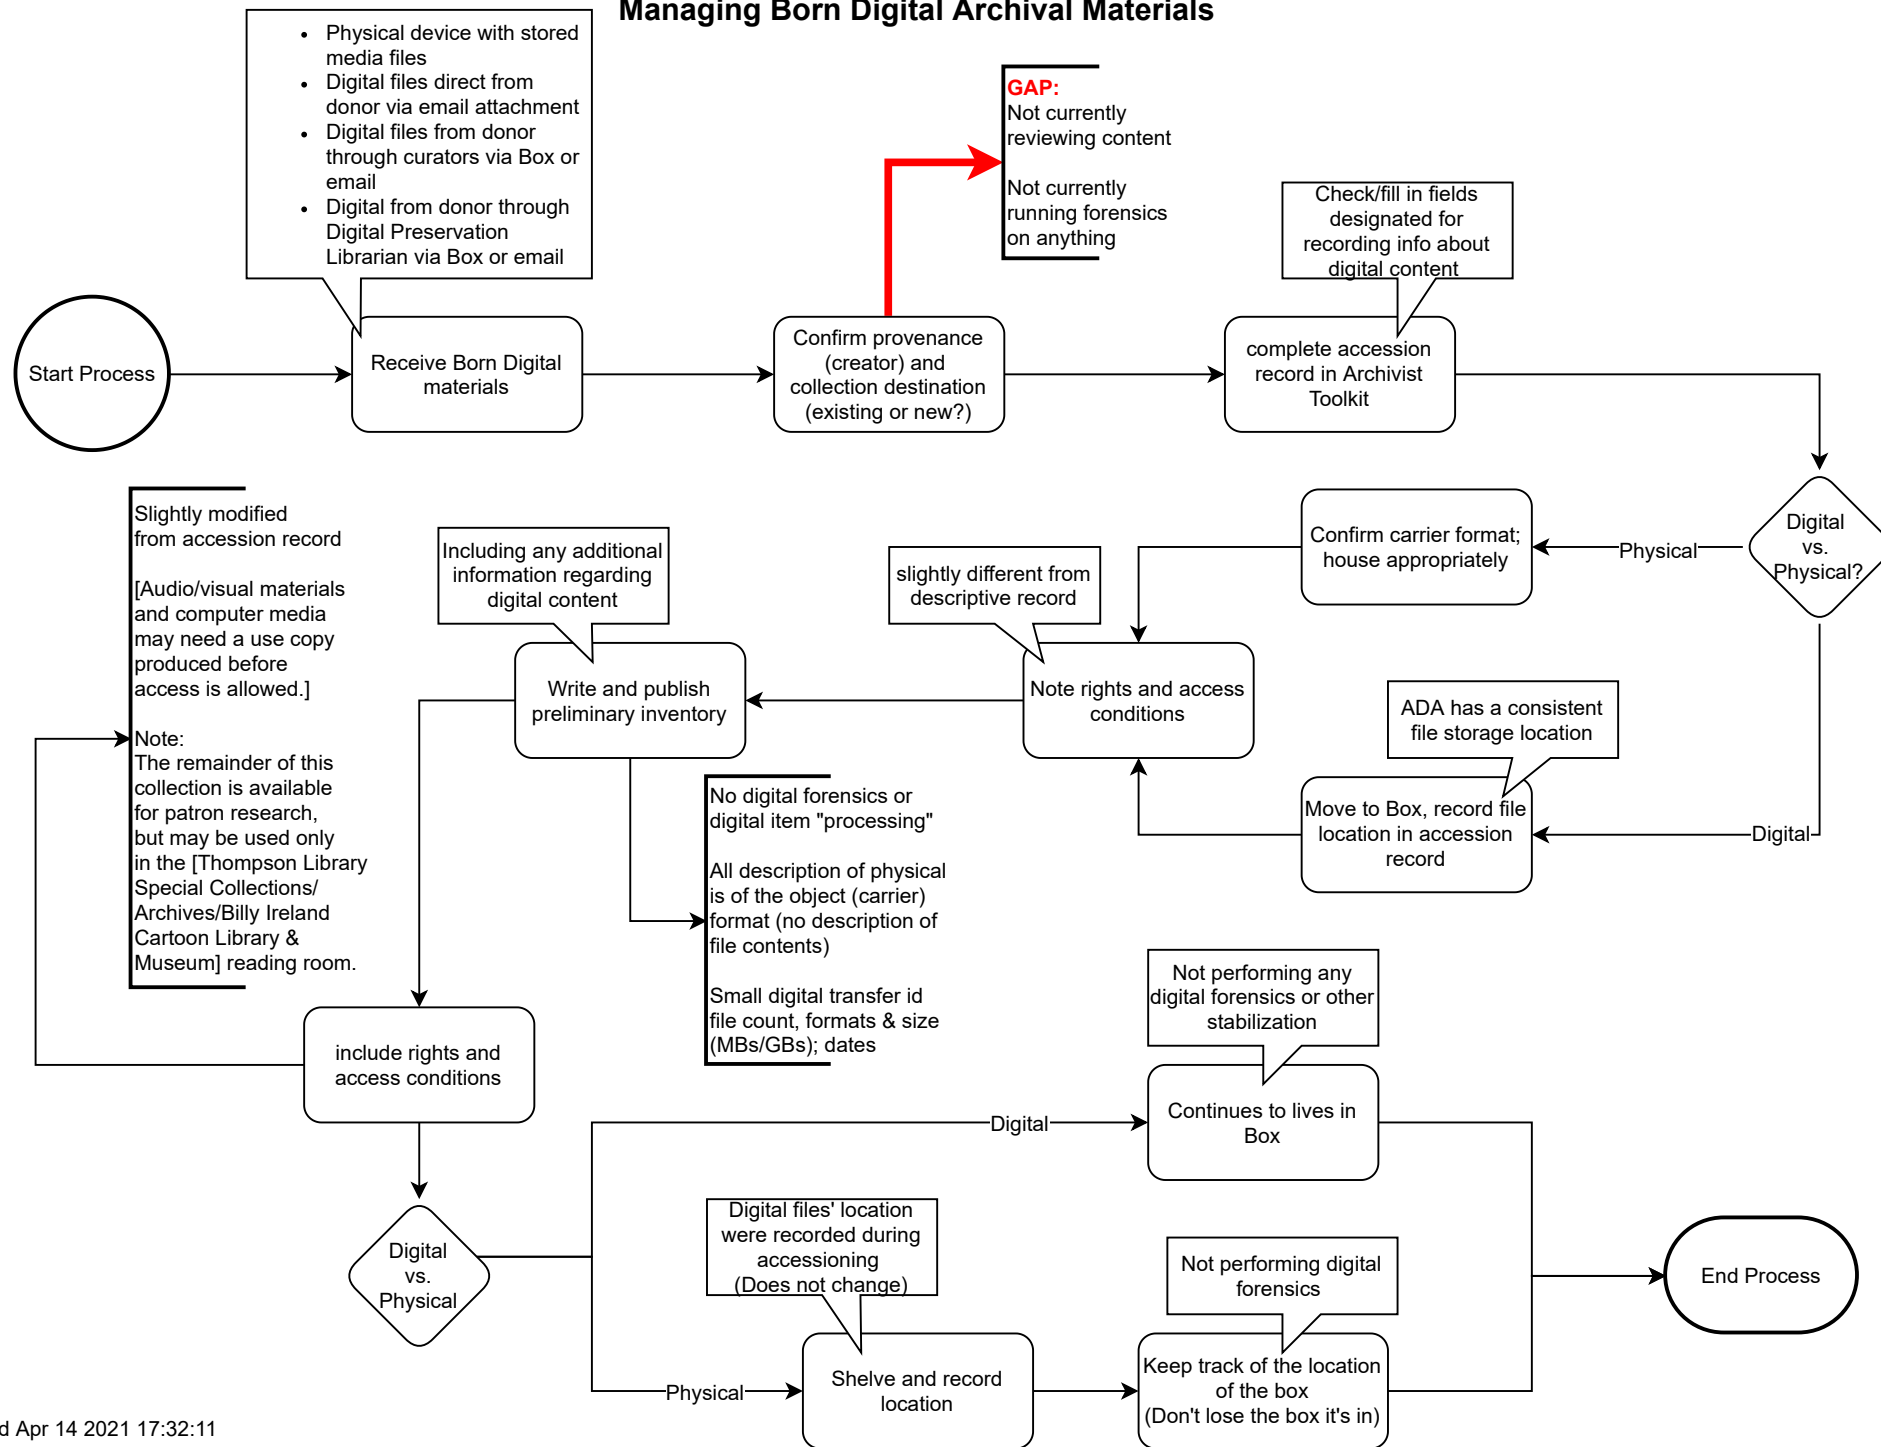 Managing Born Digital Archival Materials
• Physical device with stored
media files
• Digital files direct from
donor via email attachment
• Digital files from donor
through curators via Box or
email
• Digital from donor through
Digital Preservation
Librarian via Box or email
GAP:
Not currently
reviewing content
Not currently
running forensics
on anything
Check/fill in fields
designated for
recording info about
digital content
Start Process
Receive Born Digital
materials
Confirm provenance
(creator) and
collection destination
(existing or new?)
complete accession
record in Archivist
Toolkit
Digital
vs.
Physical?
Physical
Confirm carrier format;
house appropriately
Digital
ADA has a consistent
file storage location
Move to Box, record file
location in accession
record
slightly different from
descriptive record
Note rights and access
conditions
Including any additional
information regarding
digital content
Write and publish
preliminary inventory
No digital forensics or
digital item "processing"
All description of physical
is of the object (carrier)
format (no description of
file contents)
Small digital transfer id
file count, formats & size
(MBs/GBs); dates
Slightly modified
from accession record
[Audio/visual materials
and computer media
may need a use copy
produced before
access is allowed.]
Note:
The remainder of this
collection is available
for patron research,
but may be used only
in the [Thompson Library
Special Collections/
Archives/Billy Ireland
Cartoon Library &
Museum] reading room.
include rights and
access conditions
Digital
vs.
Physical
Digital
Not performing any
digital forensics or other
stabilization
Continues to lives in
Box
Physical
Digital files' location
were recorded during
accessioning
(Does not change)
Shelve and record
location
Not performing digital
forensics
Keep track of the location
of the box
(Don't lose the box it's in)
End Process
d Apr 14 2021 17:32:11